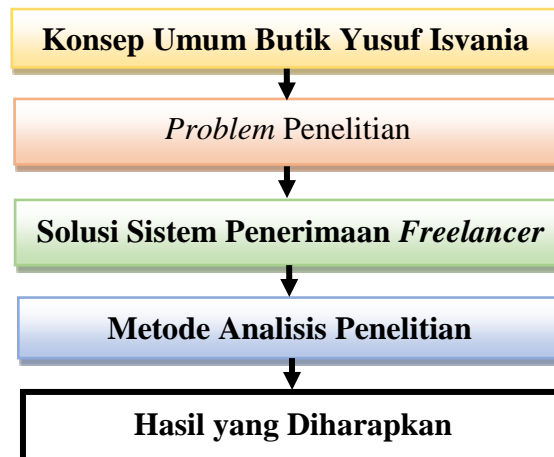 Konsep Umum Butik Yusuf Isvania
Problem Penelitian
Solusi Sistem Penerimaan Freelancer
Metode Analisis Penelitian
Hasil yang Diharapkan